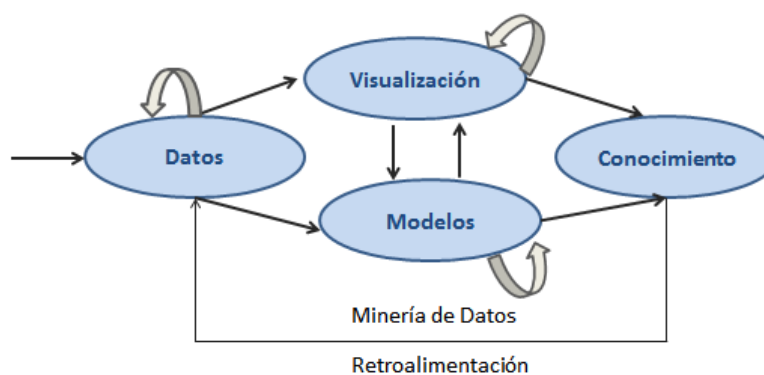 Visualización
Datos
Conocimiento
Modelos
Minería de Datos
Retroalimentación